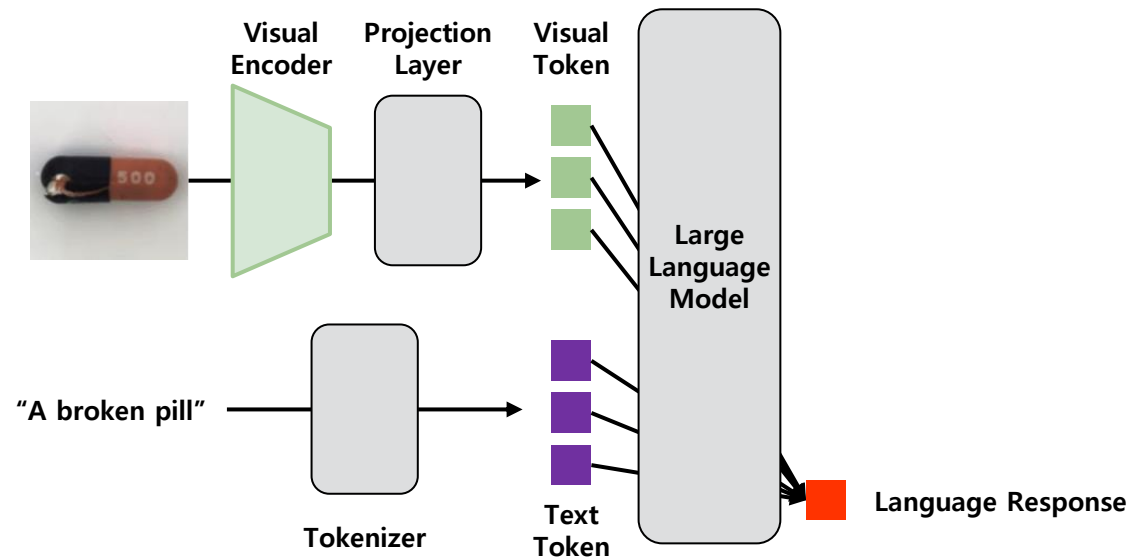 Visual
Encoder
Projection
Layer
Visual
Token
500
Large
Language
Model
“A broken pill”
Tokenizer
Text
Token
Language Response